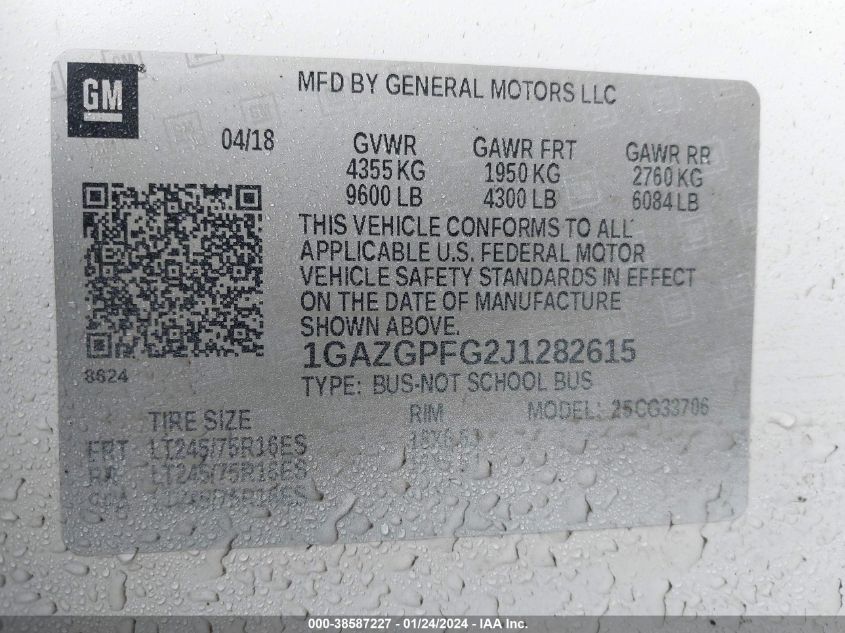 GM
MFD BY GENERAL MOTORS LLC
04/18 GVWR GAWR FRT GAWR RR
4355 KG 1950 KG 2760 KG
9600 LB 4300 LB 6084 LB
THIS VEHICLE CONFORMS TO ALL
APPLICABLE U.S. FEDERAL MOTOR
VEHICLE SAFETY STANDARDS IN EFFECT
ON THE DATE OF MANUFACTURE
SHOWN ABOVE.
1GAZGPFG2J1282615
8624
TYPE: BUS-NOT SCHOOL BUS
TIRE SIZE RIM MODEL:
FRT LT245/75R16ES
RR LT245/75R16ES
000-38587227 - 01/24/2024 - IAA Inc.